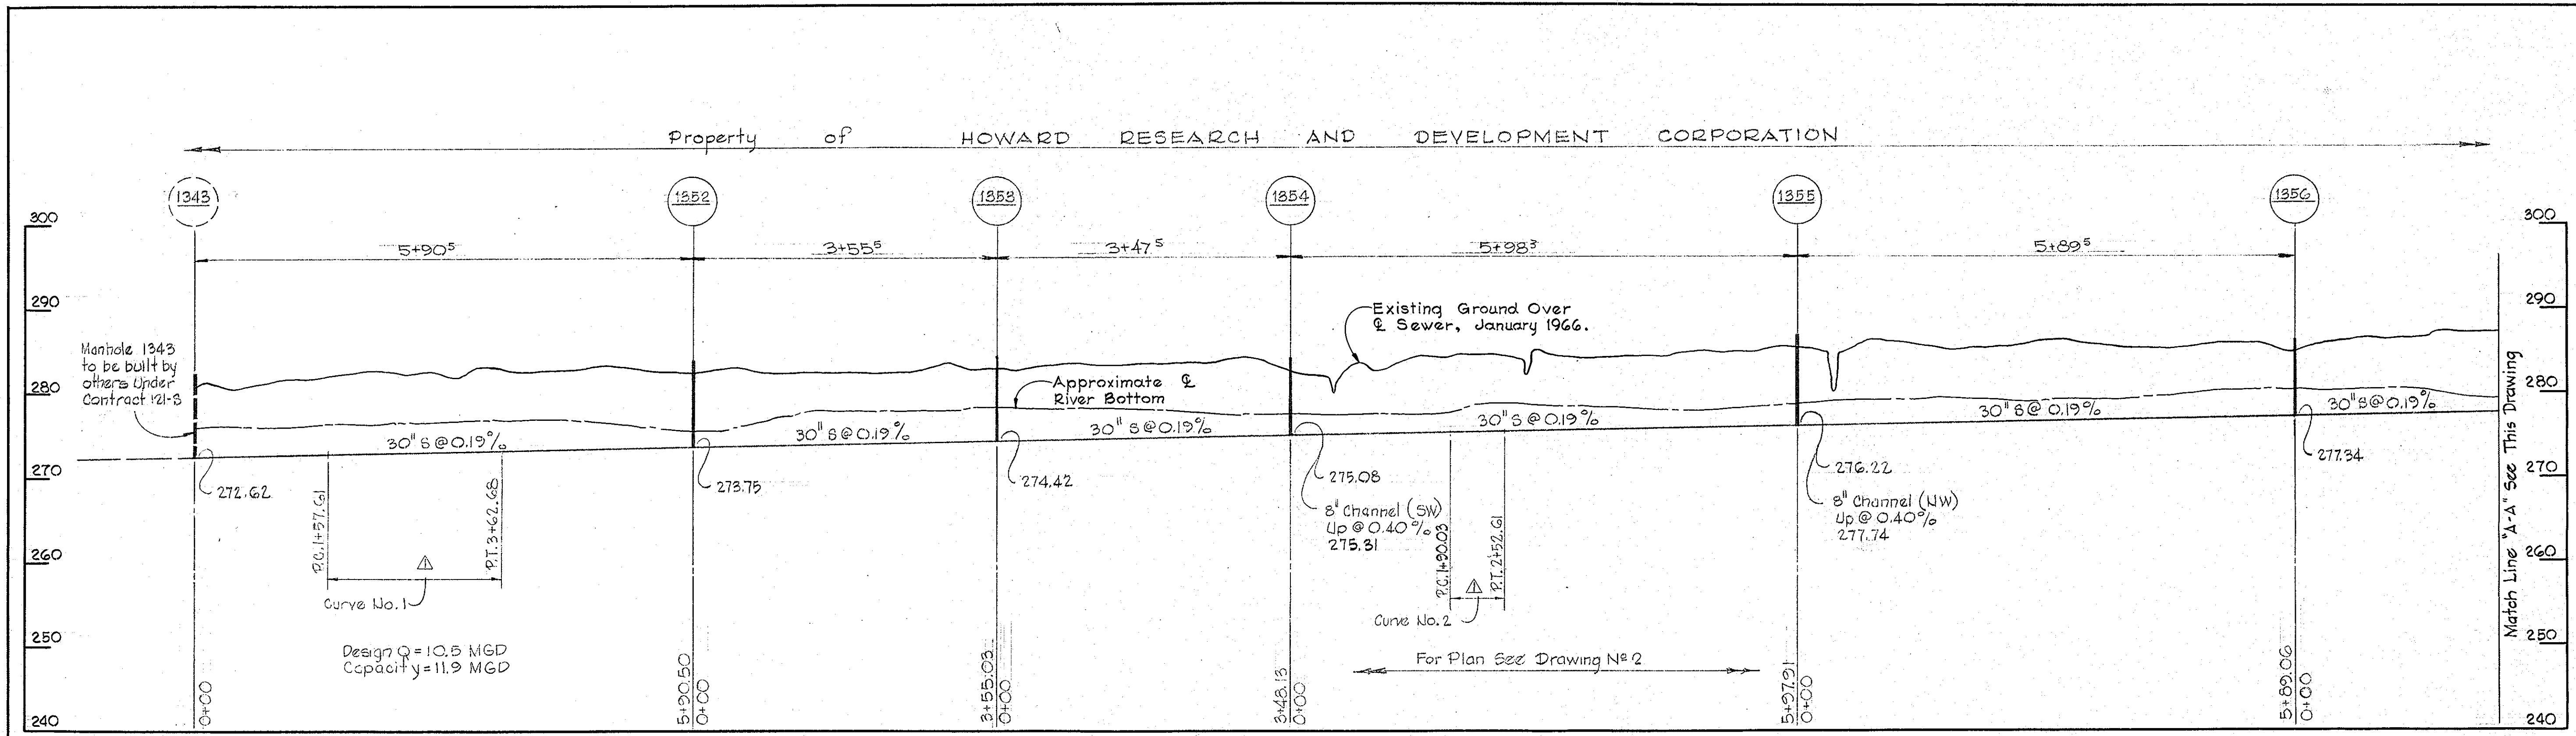 Property of HOWARD RESEARCH AND DEVELOPMENT CORPORATION
1343
1352
1353
1354
1355
1356
300
300
5+90⁵
3+55⁵
3+47⁵
5+98³
5+89⁵
290
290
Existing Ground Over
℄ Sewer, January 1966.
Manhole 1343
to be built by
others Under
Contract 121-S
280
280
Approximate ℄
River Bottom
30" S @ 0.19%
30" S @ 0.19%
30" S @ 0.19%
30" S @ 0.19%
30" S @ 0.19%
30" S @ 0.19%
270
270
272.62
273.75
274.42
275.08
8" Channel (SW)
Up @ 0.40%
275.31
276.22
8" Channel (NW)
Up @ 0.40%
277.74
277.34
P.C. 1+57.61
P.T. 3+62.68
P.C. 1+90.03
P.T. 2+52.61
260
260
1
Curve No. 1
1
Curve No. 2
250
250
Design Q = 10.5 MGD
Capacity = 11.9 MGD
For Plan See Drawing Nº 2
240
240
0+00
5+90.50
0+00
3+55.03
0+00
3+48.13
0+00
5+97.91
0+00
5+89.06
0+00
Match Line "A-A" See This Drawing